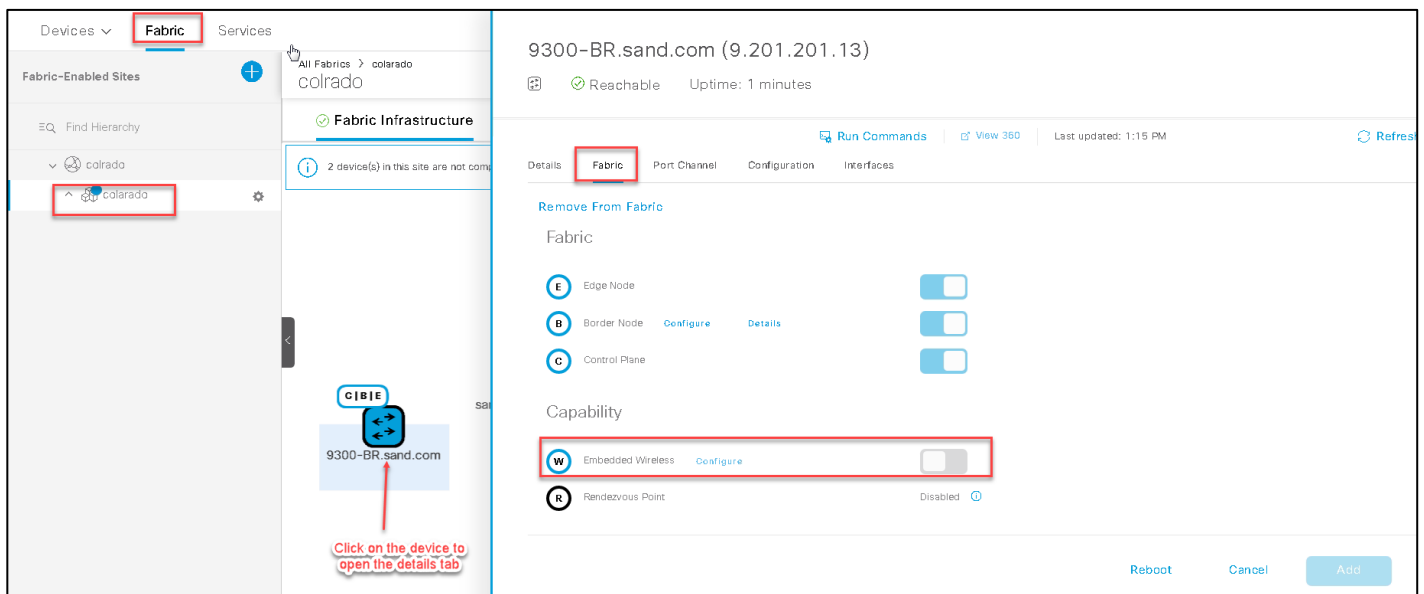 Devices Fabric Services
Fabric-Enabled Sites
Find Hierarchy
colrado
colarado
All Fabrics > colarado
colrado
Fabric Infrastructure
2 device(s) in this site are not comp
C|B|E
sa
9300-BR.sand.com
Click on the device to
open the details tab
9300-BR.sand.com (9.201.201.13)
Reachable Uptime: 1 minutes
Run Commands View 360 Last updated: 1:15 PM Refres
Details Fabric Port Channel Configuration Interfaces
Remove From Fabric
Fabric
E Edge Node
B Border Node Configure Details
C Control Plane
Capability
W Embedded Wireless Configure
R Rendezvous Point Disabled
Reboot Cancel Add